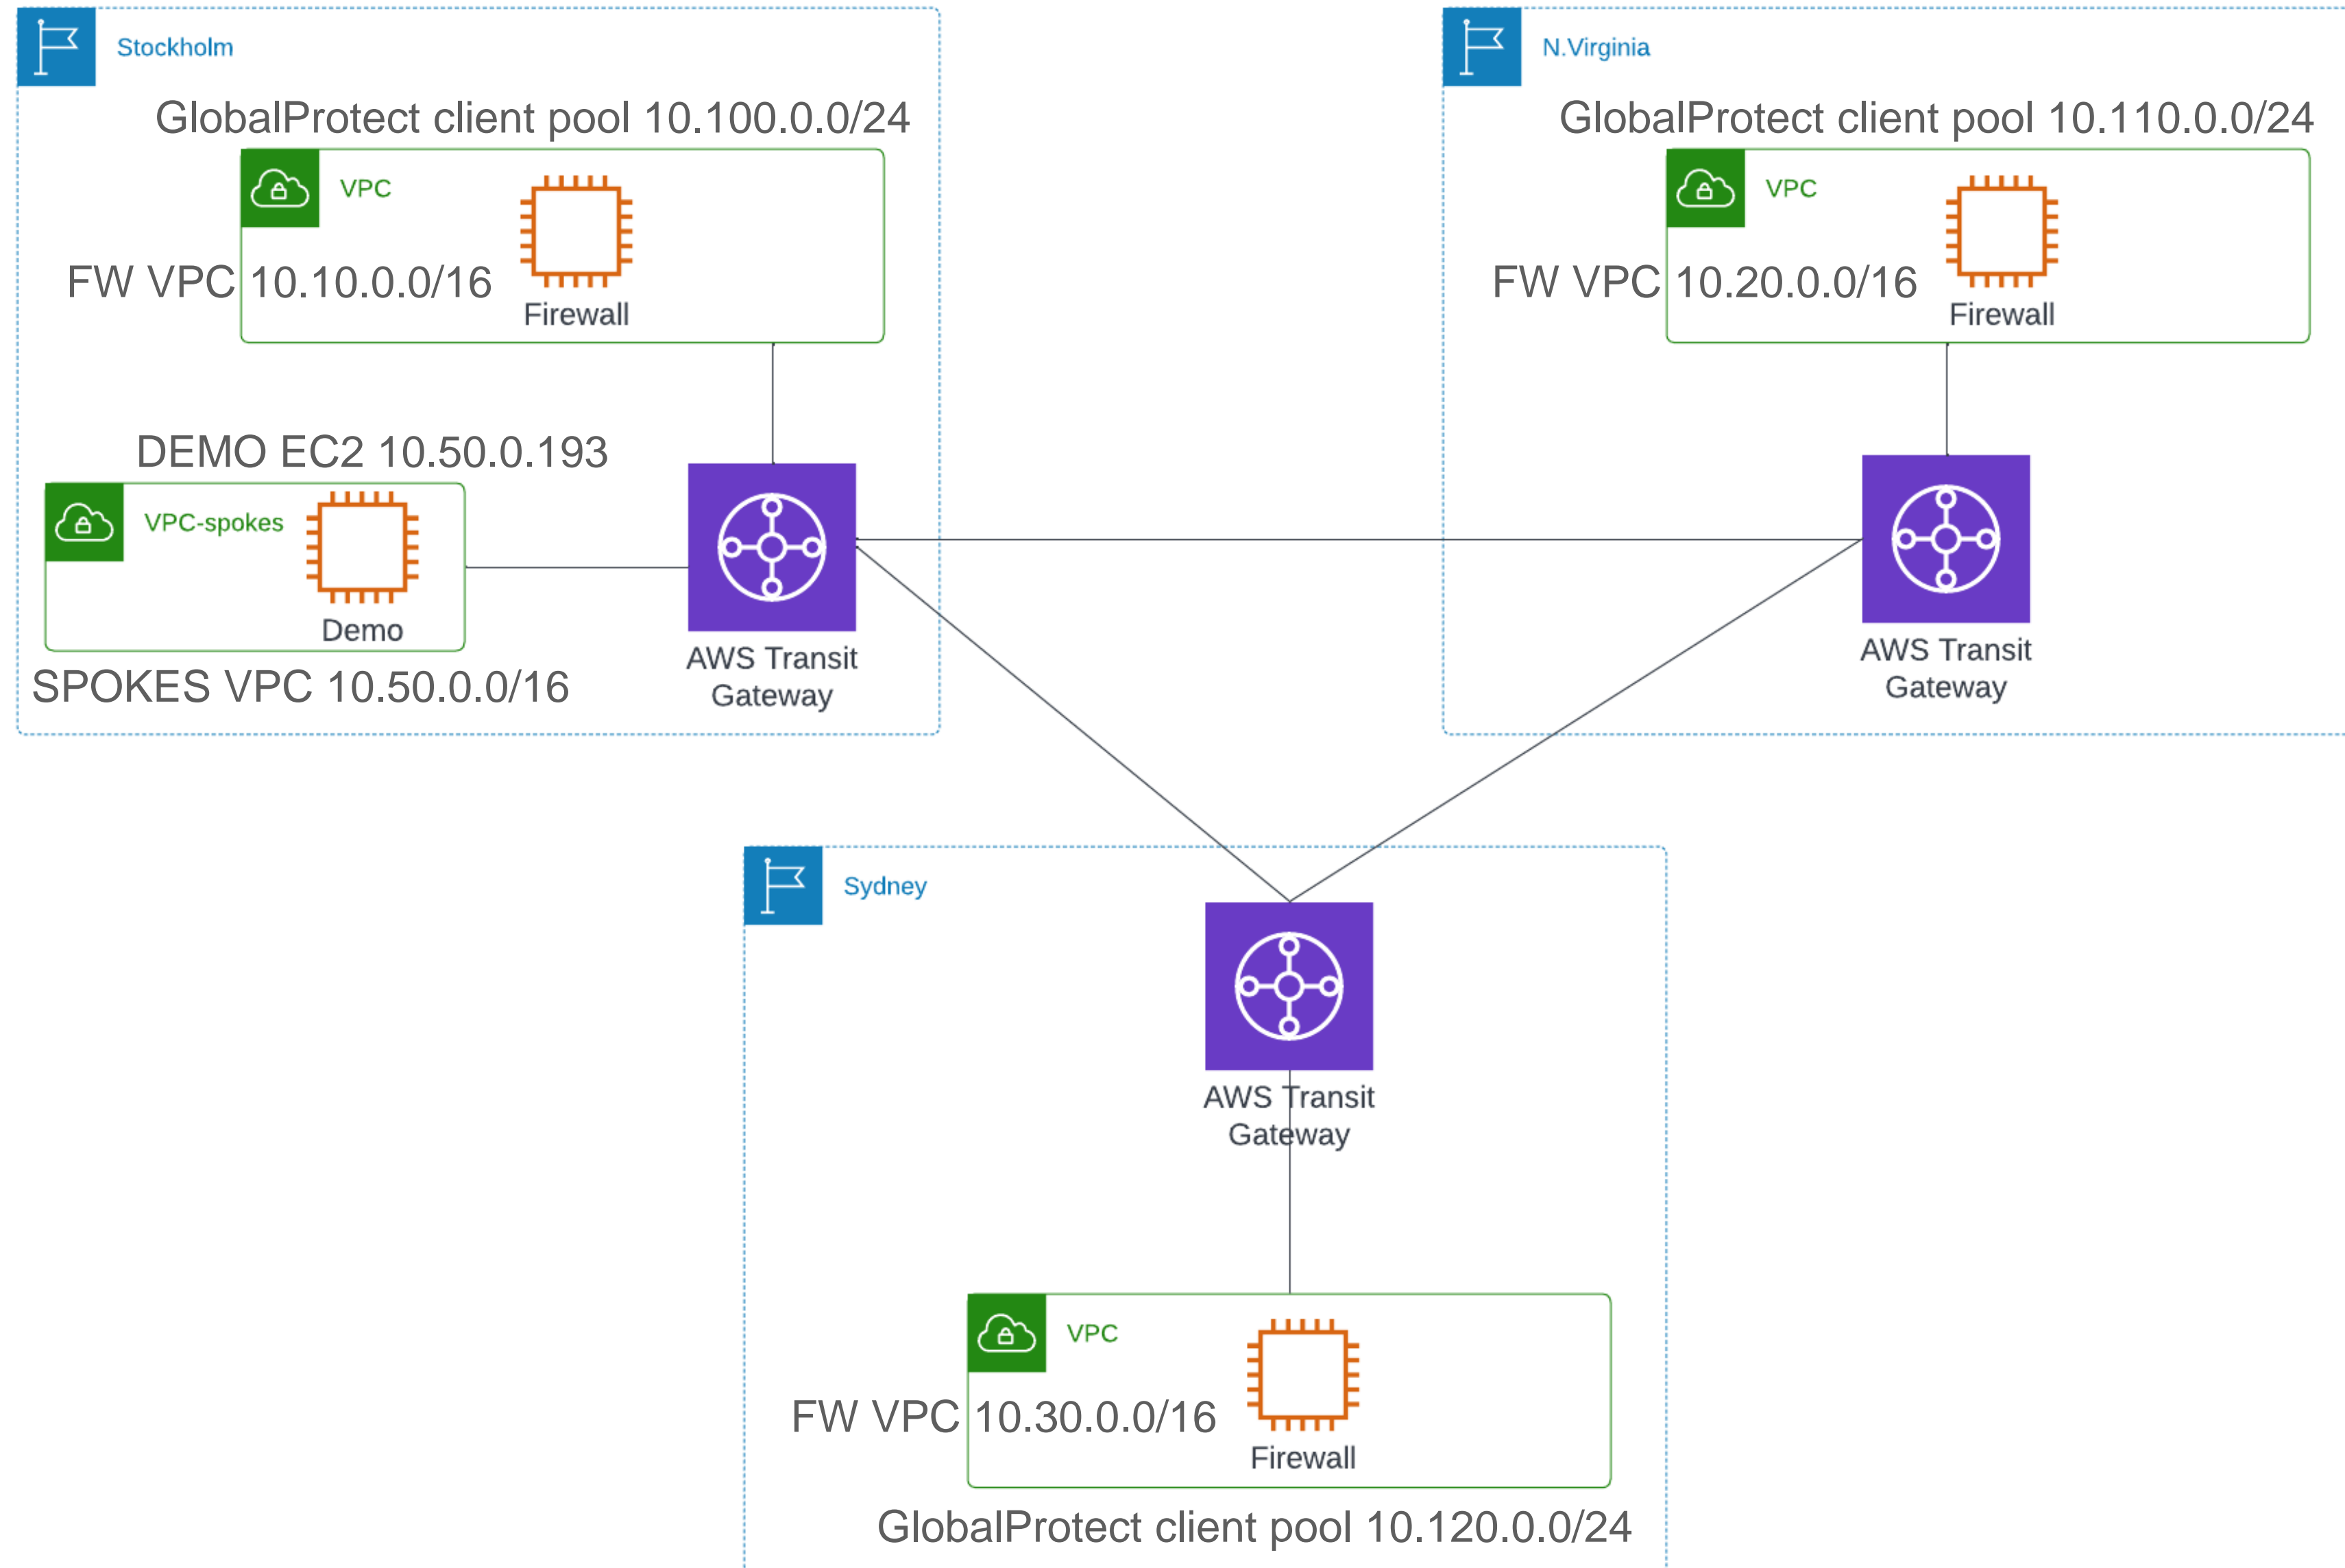 Stockholm
GlobalProtect client pool 10.100.0.0/24
VPC
FW VPC 10.10.0.0/16
Firewall
DEMO EC2 10.50.0.193
VPC-spokes
Demo
SPOKES VPC 10.50.0.0/16
AWS Transit
Gateway
N.Virginia
GlobalProtect client pool 10.110.0.0/24
VPC
FW VPC 10.20.0.0/16
Firewall
AWS Transit
Gateway
Sydney
AWS Transit
Gateway
VPC
FW VPC 10.30.0.0/16
Firewall
GlobalProtect client pool 10.120.0.0/24